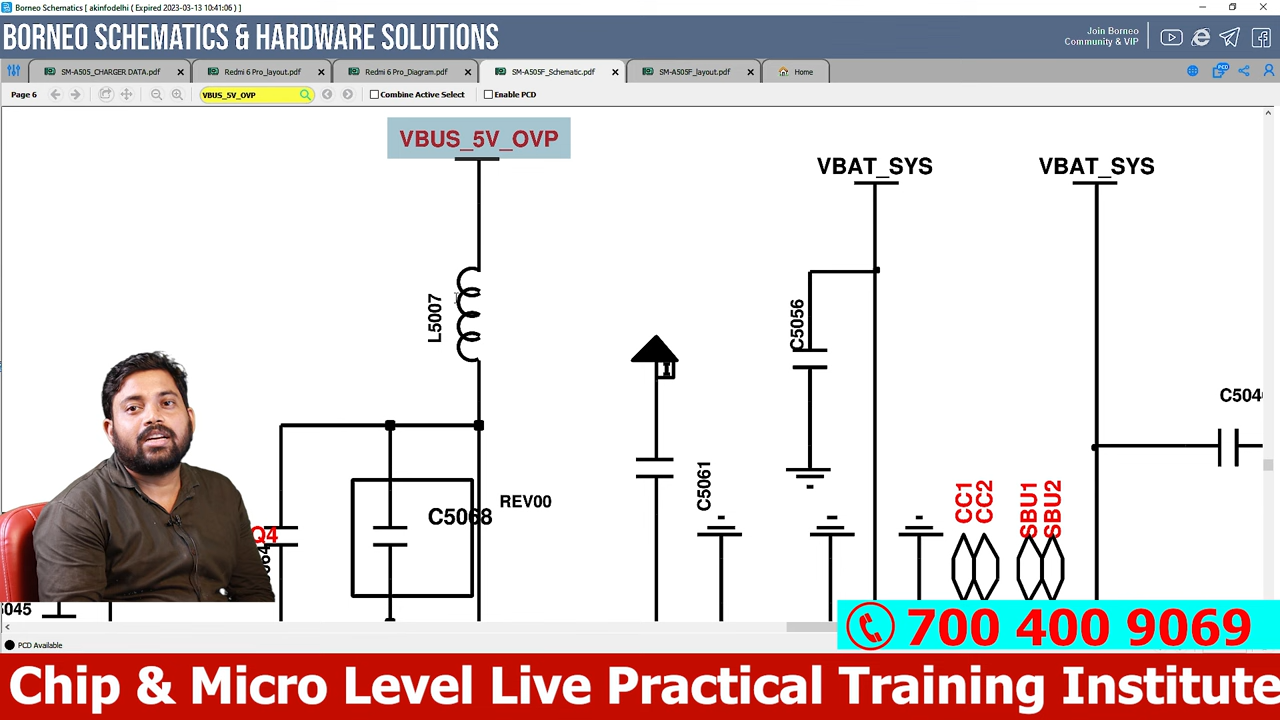 Borneo Schematics [ akinfodelhi ( Expired 2023-03-13 10:41:06 ) ]
BORNEO SCHEMATICS & HARDWARE SOLUTIONS
Join Borneo
Community & VIP
SM-A505_CHARGER DATA.pdf
Redmi 6 Pro_layout.pdf
Redmi 6 Pro_Diagram.pdf
SM-A505F_Schematic.pdf
SM-A505F_layout.pdf
Home
Page 6
VBUS_5V_OVP
Combine Active Select
Enable PCD
VBUS_5V_OVP
VBAT_SYS
VBAT_SYS
L5007
C5056
C504
C5061
REV00
C5068
Q4
CC1
CC2
SBU1
SBU2
5045
PCD Available
700 400 9069
Chip & Micro Level Live Practical Training Institute